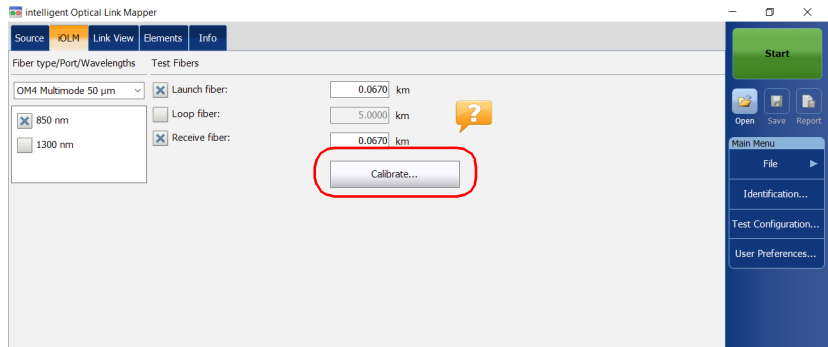 intelligent Optical Link Mapper
Source iOLM Link View Elements Info
Fiber type/Port/Wavelengths Test Fibers
OM4 Multimode 50 µm
850 nm
1300 nm
Launch fiber: 0.0670 km
Loop fiber: 5.0000 km
Receive fiber: 0.0670 km
?
Calibrate...
Start
Open Save Report
Main Menu
File
Identification...
Test Configuration...
User Preferences...